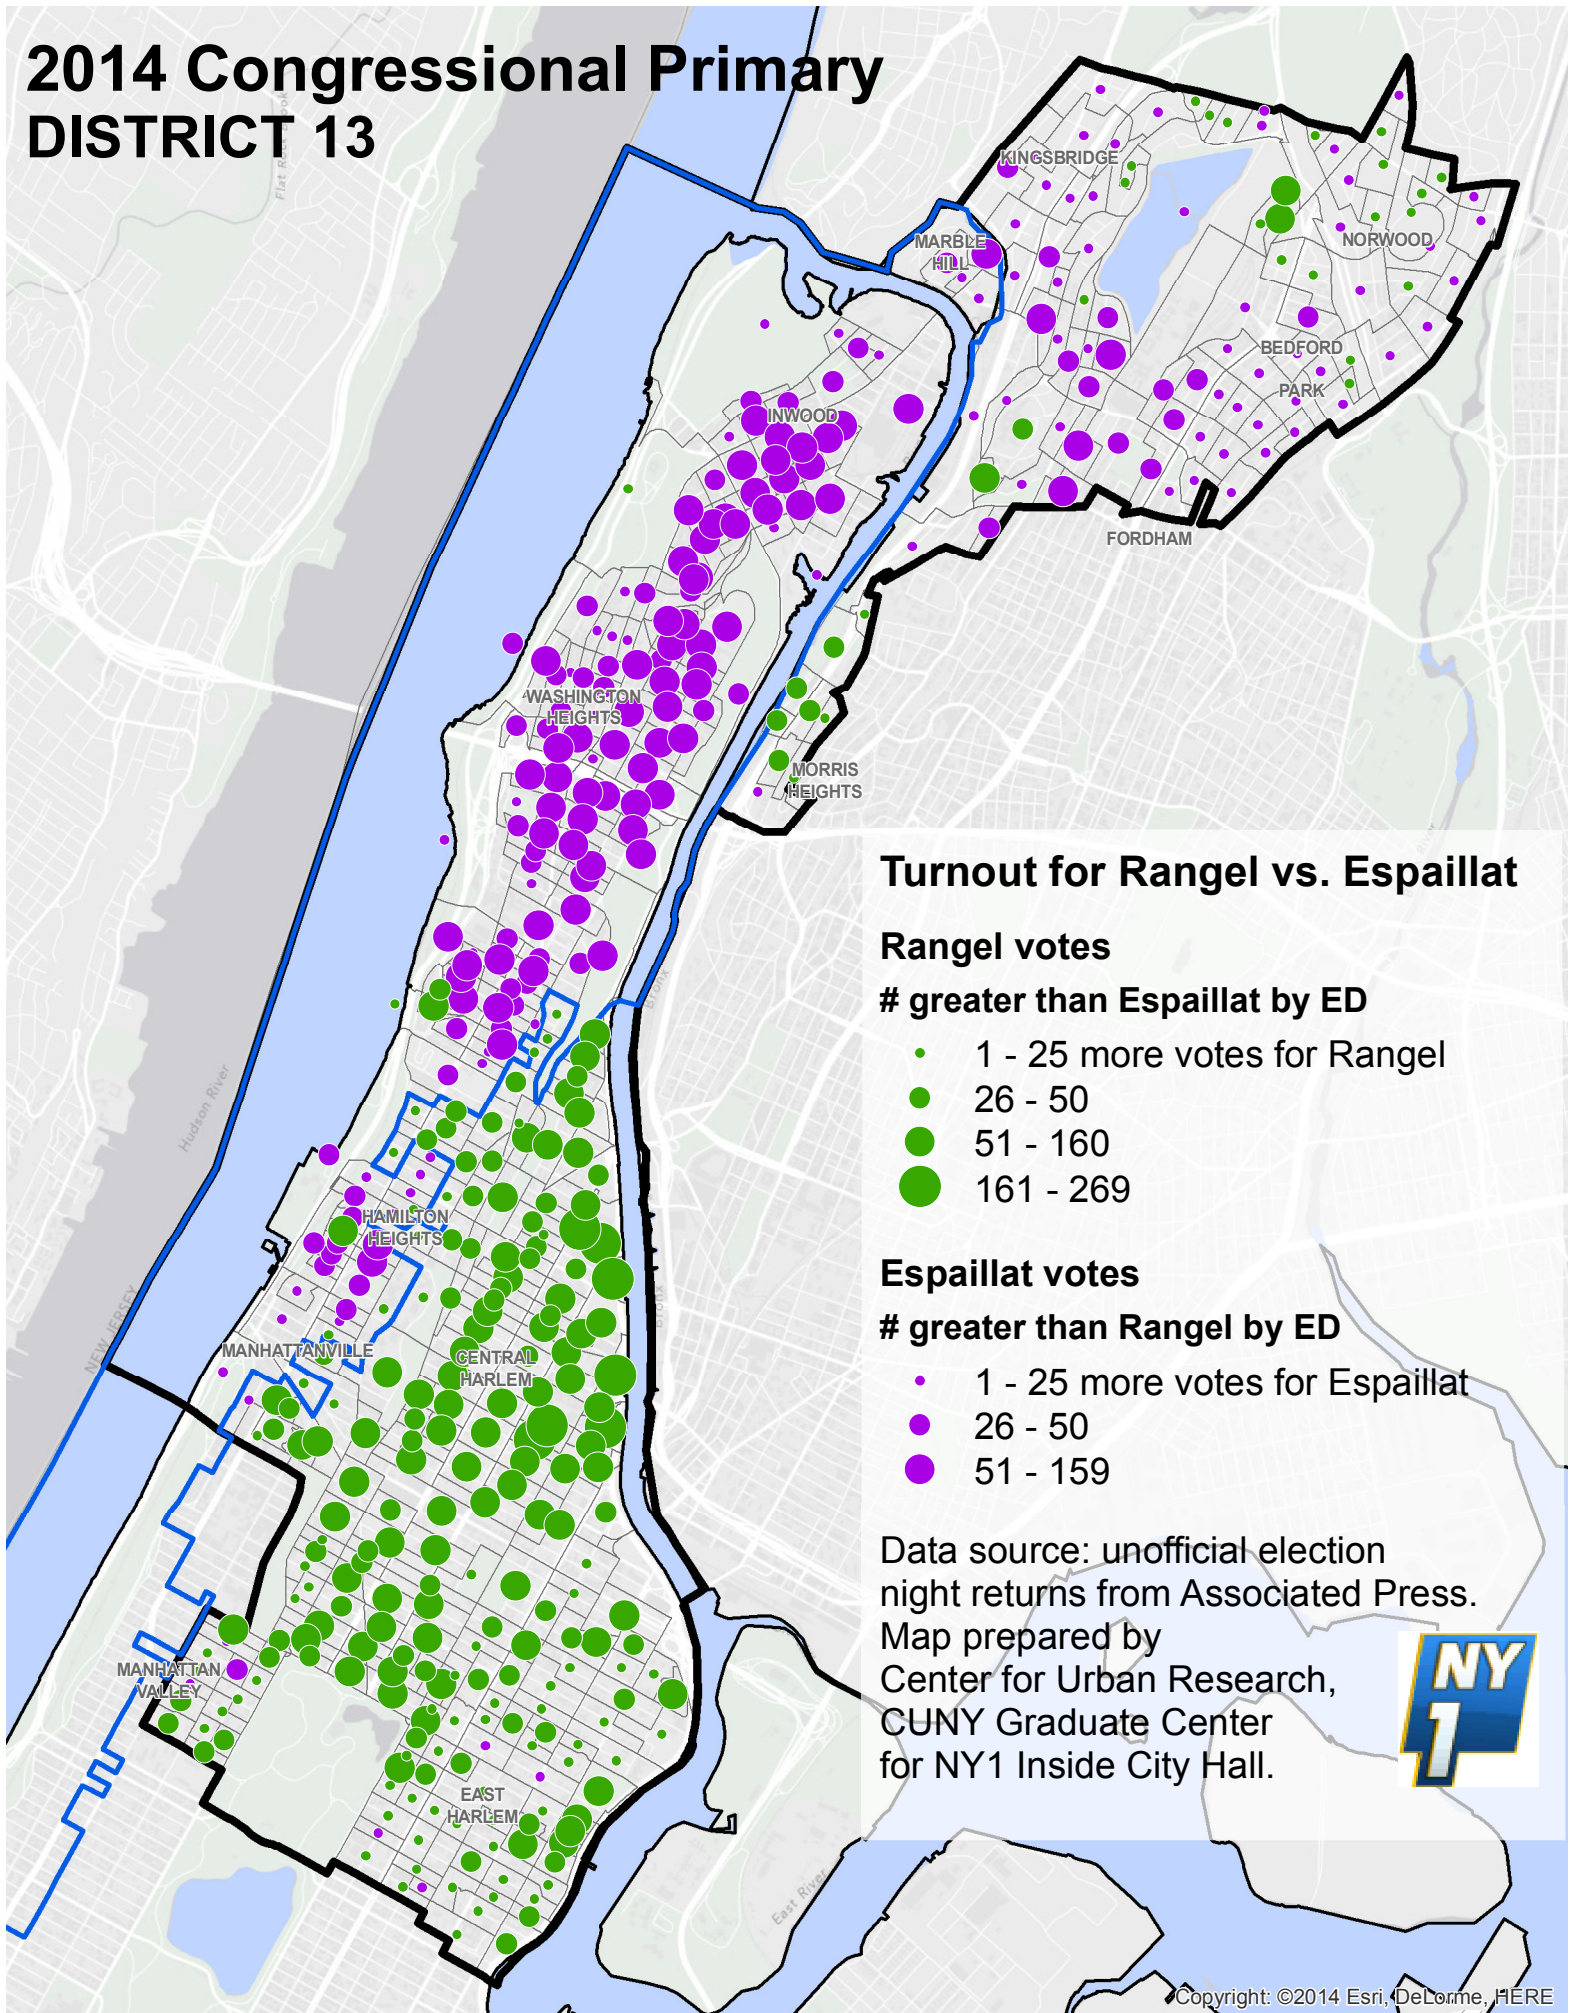 2014 Congressional Primary
DISTRICT 13
KINGSBRIDGE
MARBLE
HILL
NORWOOD
BEDFORD
PARK
INWOOD
FORDHAM
WASHINGTON
HEIGHTS
MORRIS
HEIGHTS
Turnout for Rangel vs. Espaillat
Rangel votes
# greater than Espaillat by ED
1 - 25 more votes for Rangel
26 - 50
51 - 160
161 - 269
Espaillat votes
# greater than Rangel by ED
1 - 25 more votes for Espaillat
26 - 50
51 - 159
Data source: unofficial election
night returns from Associated Press.
Map prepared by
Center for Urban Research,
CUNY Graduate Center
for NY1 Inside City Hall.
NY
1
Hudson River
NEW JERSEY
Bronx
Bronx
HAMILTON
HEIGHTS
MANHATTANVILLE
CENTRAL
HARLEM
MANHATTAN
VALLEY
EAST
HARLEM
East River
River
Copyright: ©2014 Esri, DeLorme, HERE